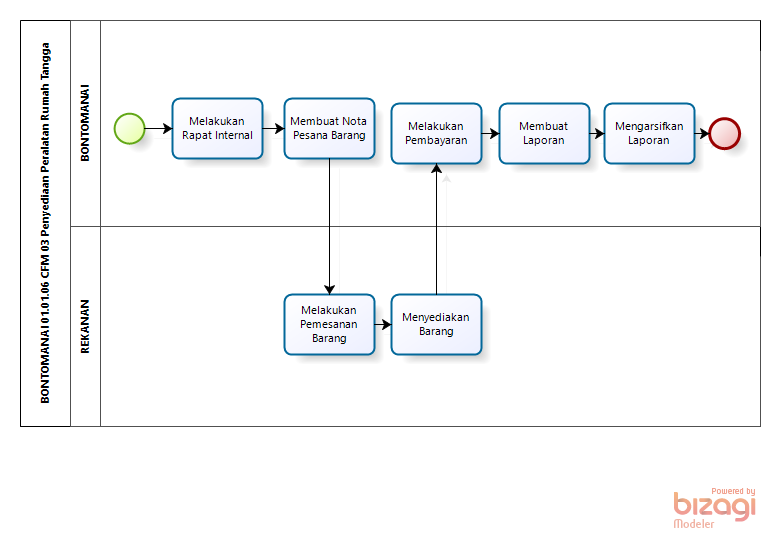 BONTOMANAI 01.01.06 CFM 03 Penyediaan Peralatan Rumah Tangga
BONTOMANAI
Melakukan
Rapat Internal
Membuat Nota
Pesana Barang
Melakukan
Pembayaran
Membuat
Laporan
Mengarsifkan
Laporan
REKANAN
Melakukan
Pemesanan
Barang
Menyediakan
Barang
Powered by
bizagi
Modeler